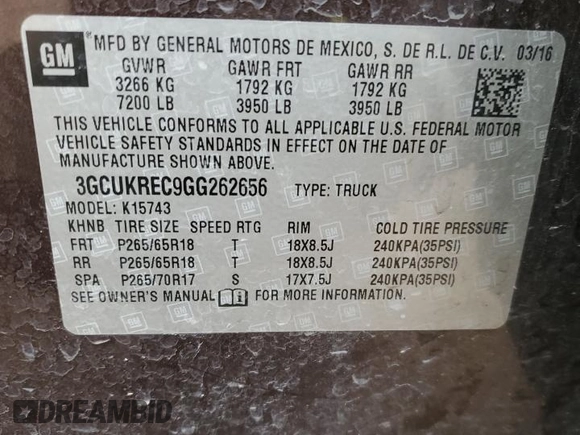 GM MFD BY GENERAL MOTORS DE MEXICO, S. DE R.L. DE C.V. 03/16
GVWR GAWR FRT GAWR RR
3266 KG 1792 KG 1792 KG
7200 LB 3950 LB 3950 LB
THIS VEHICLE CONFORMS TO ALL APPLICABLE U.S. FEDERAL MOTOR
VEHICLE SAFETY STANDARDS IN EFFECT ON THE DATE OF
MANUFACTURE SHOWN ABOVE.
3GCUKREC9GG262656 TYPE: TRUCK
MODEL: K15743
KHNB TIRE SIZE SPEED RTG RIM COLD TIRE PRESSURE
FRT P265/65R18 T 18X8.5J 240KPA(35PSI)
RR P265/65R18 T 18X8.5J 240KPA(35PSI)
SPA P265/70R17 S 17X7.5J 240KPA(35PSI)
SEE OWNER'S MANUAL FOR MORE INFORMATION.
DREAMBID